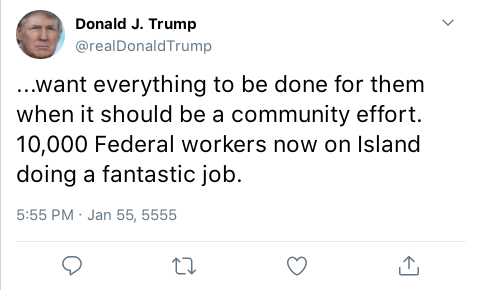 Donald J. Trump
@realDonaldTrump
...want everything to be done for them
when it should be a community effort.
10,000 Federal workers now on Island
doing a fantastic job.
5:55 PM · Jan 55, 5555